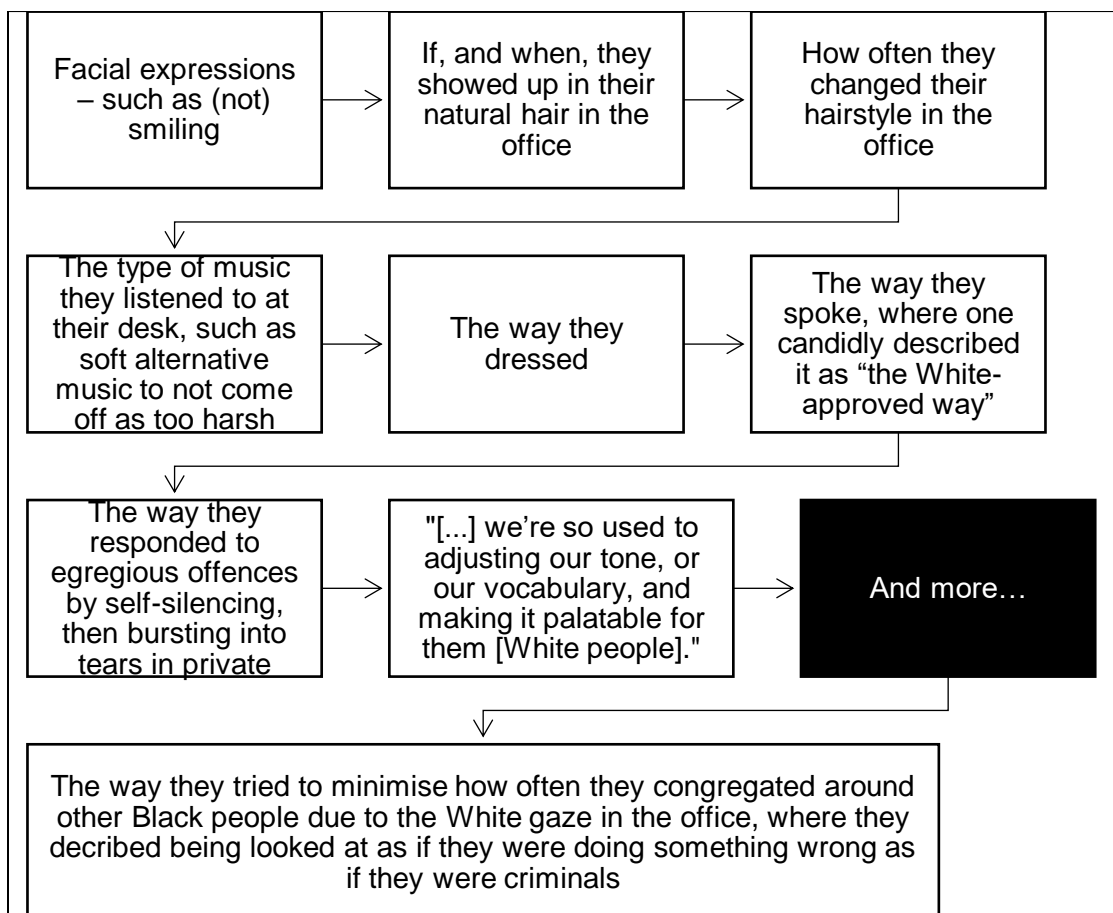 Facial expressions
– such as (not)
smiling
If, and when, they
showed up in their
natural hair in the
office
How often they
changed their
hairstyle in the
office
The type of music
they listened to at
their desk, such as
soft alternative
music to not come
off as too harsh
The way they
dressed
The way they
spoke, where one
candidly described
it as “the White-
approved way”
The way they
responded to
egregious offences
by self-silencing,
then bursting into
tears in private
"[...] we’re so used to
adjusting our tone, or
our vocabulary, and
making it palatable for
them [White people]."
And more…
The way they tried to minimise how often they congregated around
other Black people due to the White gaze in the office, where they
decribed being looked at as if they were doing something wrong as
if they were criminals